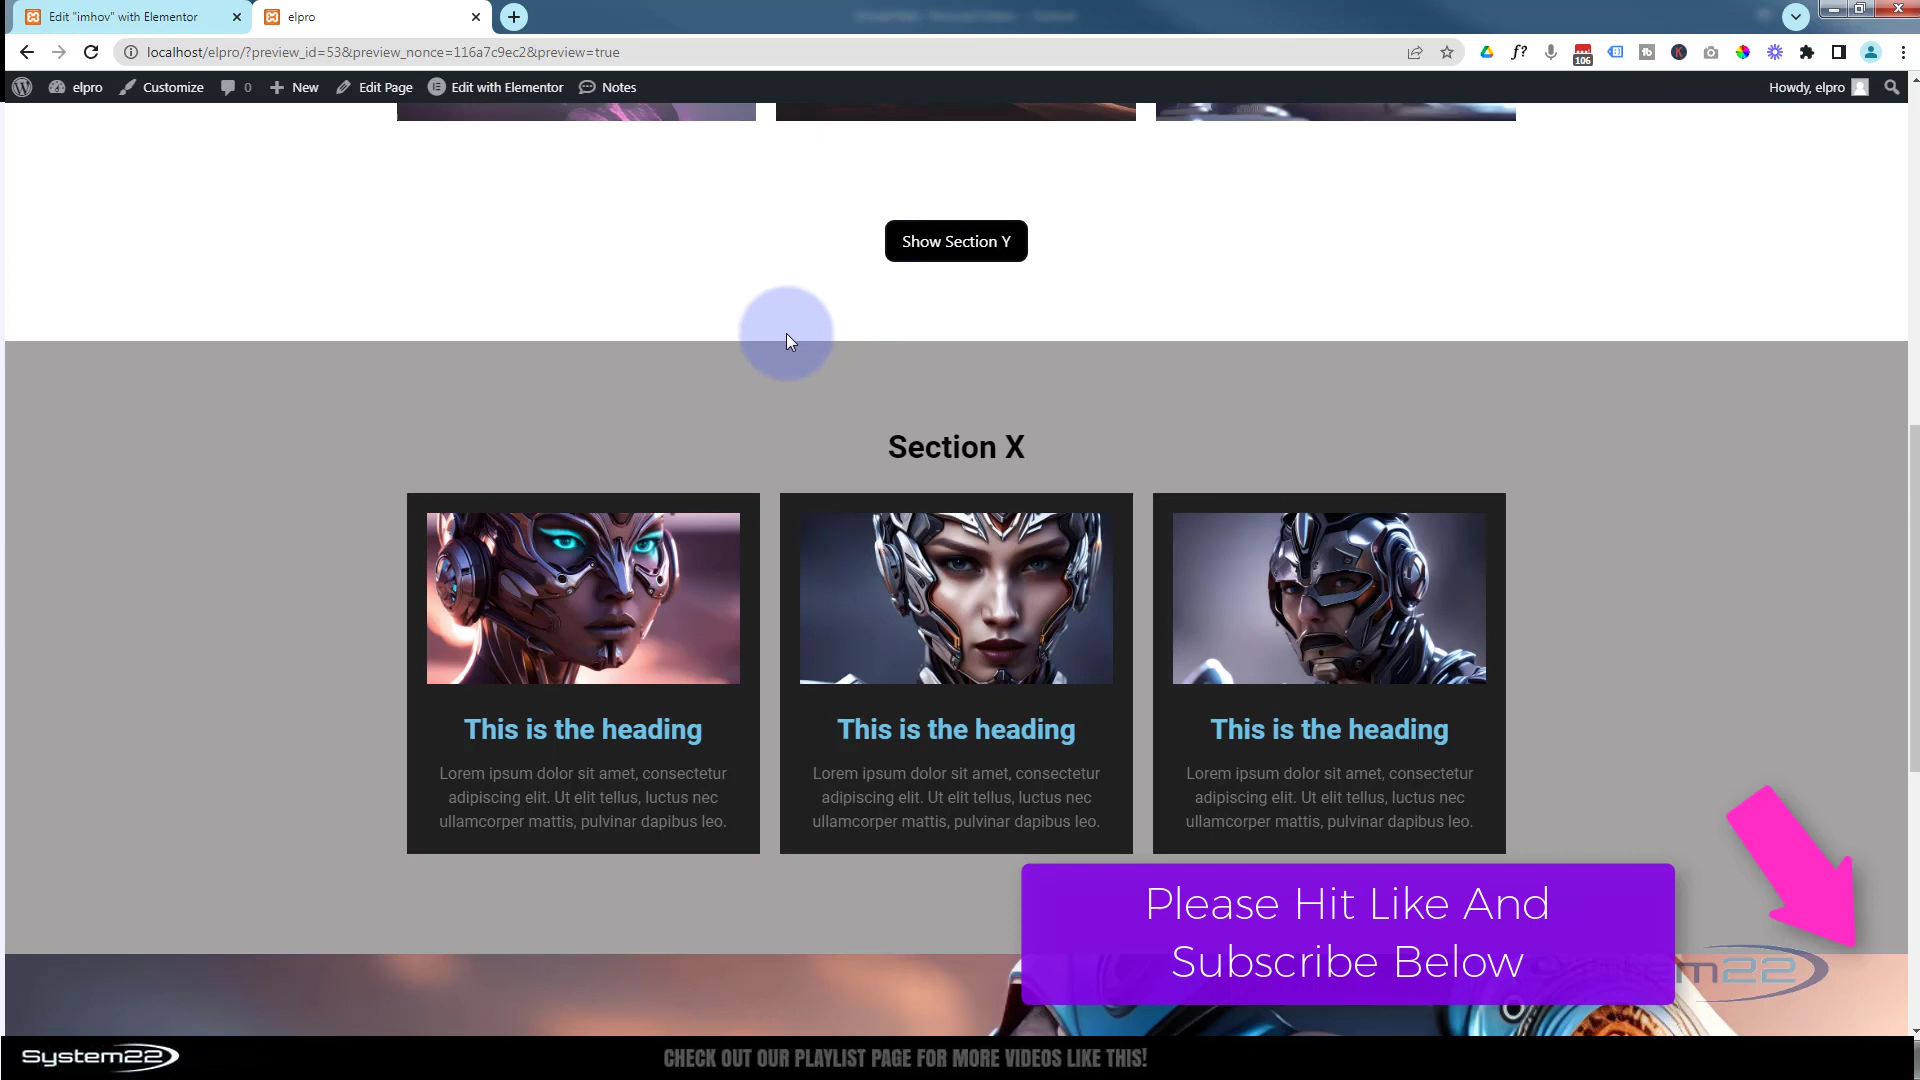 Edit "imhov" with Elementor
elpro
localhost/elpro/?preview_id=53&preview_nonce=116a7c9ec2&preview=true
106
elpro
Customize
0
New
Edit Page
Edit with Elementor
Notes
Howdy, elpro
Show Section Y
Section X
This is the heading
Lorem ipsum dolor sit amet, consectetur
adipiscing elit. Ut elit tellus, luctus nec
ullamcorper mattis, pulvinar dapibus leo.
This is the heading
Lorem ipsum dolor sit amet, consectetur
adipiscing elit. Ut elit tellus, luctus nec
ullamcorper mattis, pulvinar dapibus leo.
This is the heading
Lorem ipsum dolor sit amet, consectetur
adipiscing elit. Ut elit tellus, luctus nec
ullamcorper mattis, pulvinar dapibus leo.
Please Hit Like And
Subscribe Below
System22
CHECK OUT OUR PLAYLIST PAGE FOR MORE VIDEOS LIKE THIS!